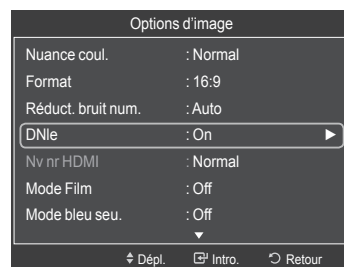 Options d'image
Nuance coul. : Normal
Format : 16:9
Réduct. bruit num. : Auto
DNIe : On
Nv nr HDMI : Normal
Mode Film : Off
Mode bleu seu. : Off
Dépl. Intro. Retour